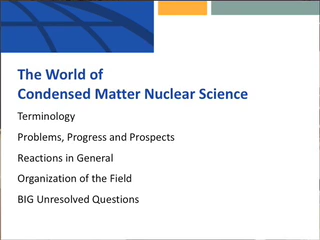 The World of
Condensed Matter Nuclear Science
Terminology
Problems, Progress and Prospects
Reactions in General
Organization of the Field
BIG Unresolved Questions